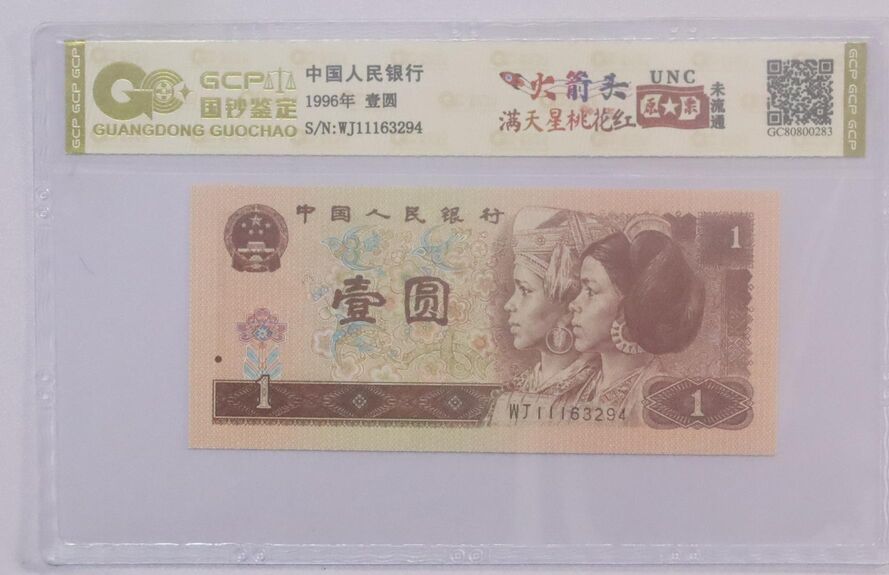 GCP
国钞鉴定
GUANGDONG GUOCHAO
中国人民银行
1996年 壹圆
S/N:WJ11163294
火箭头
满天星桃花红
UNC
原★票
未流通
GC80800283
GCP GCP GCP
GCP GCP GCP
中国人民银行
1
壹圆
1
WJ11163294
1